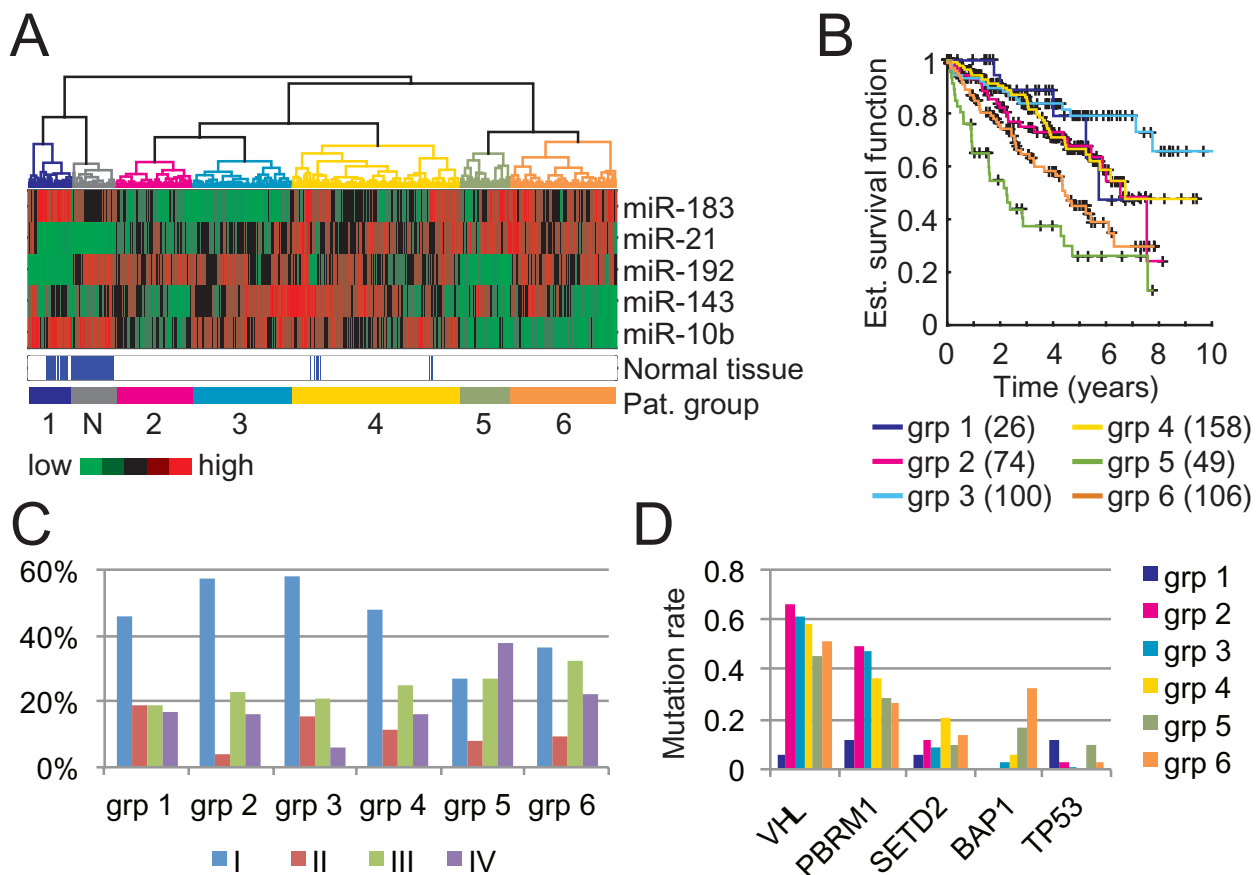 A
miR-183
miR-21
miR-192
miR-143
miR-10b
Normal tissue
Pat. group
1 N 2 3 4 5 6
low high
B
Est. survival function
1
0.8
0.6
0.4
0.2
0
0 2 4 6 8 10
Time (years)
grp 1 (26) grp 4 (158)
grp 2 (74) grp 5 (49)
grp 3 (100) grp 6 (106)
C
60%
40%
20%
0%
grp 1 grp 2 grp 3 grp 4 grp 5 grp 6
I II III IV
D
Mutation rate
0.8
0.6
0.4
0.2
0
VHL PBRM1 SETD2 BAP1 TP53
grp 1
grp 2
grp 3
grp 4
grp 5
grp 6